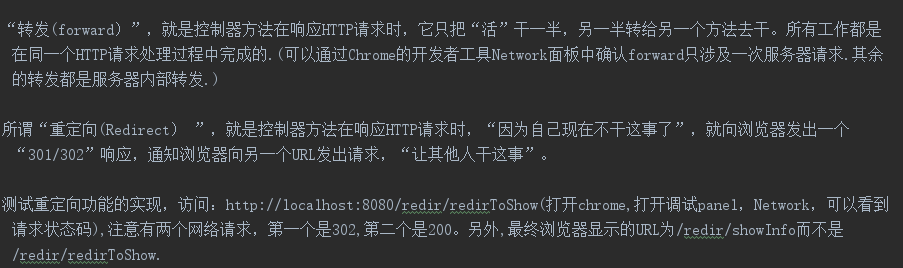 “转发(forward) ”，就是控制器方法在响应HTTP请求时，它只把“活”干一半，另一半转给另一个方法去干。所有工作都是
在同一个HTTP请求处理过程中完成的.(可以通过Chrome的开发者工具Network面板中确认forward只涉及一次服务器请求.其余
的转发都是服务器内部转发.)
所谓“重定向(Redirect) ”，就是控制器方法在响应HTTP请求时，“因为自己现在不干这事了”，就向浏览器发出一个
“301/302”响应，通知浏览器向另一个URL发出请求，“让其他人干这事”。
测试重定向功能的实现，访问：http://localhost:8080/redir/redirToShow(打开chrome,打开调试panel，Network，可以看到
请求状态码),注意有两个网络请求，第一个是302,第二个是200。另外,最终浏览器显示的URL为/redir/showInfo而不是
/redir/redirToShow.